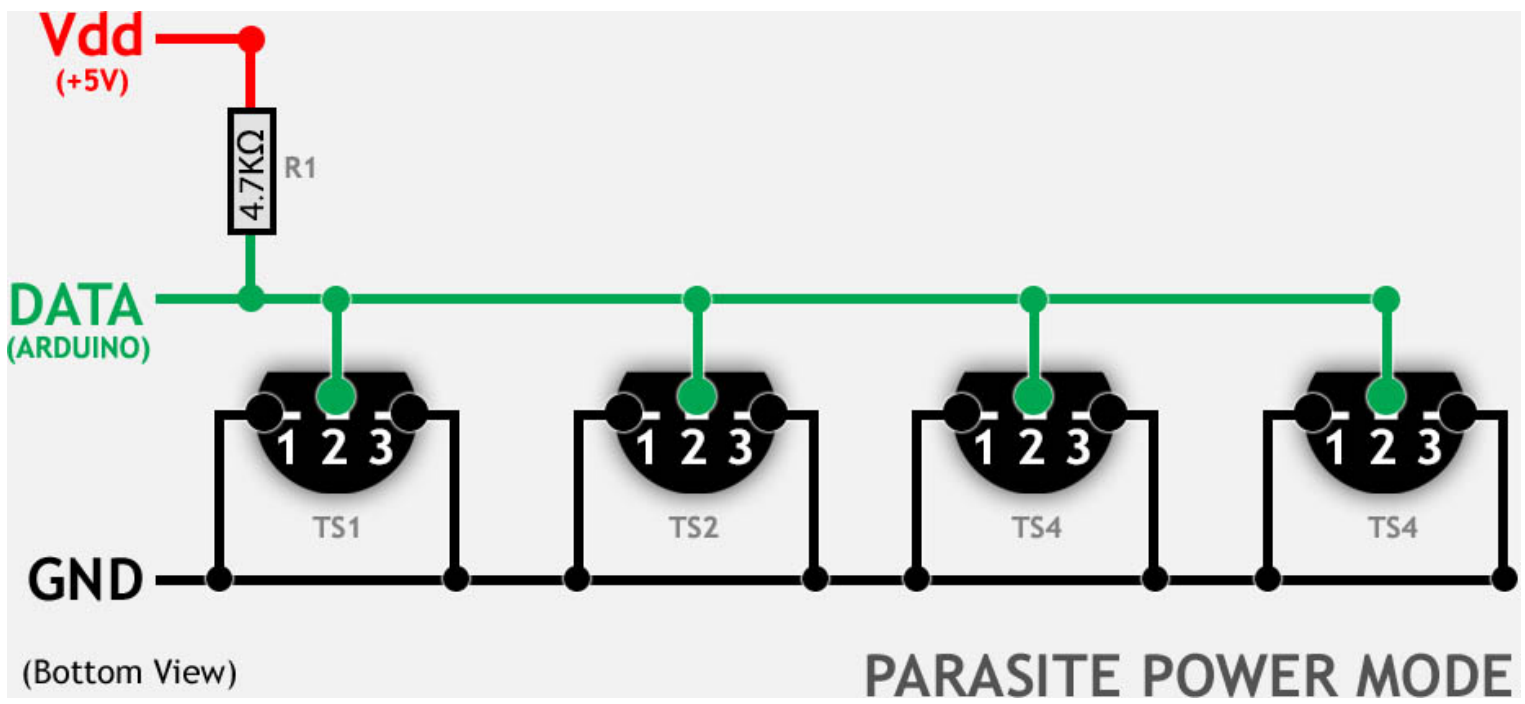 Vdd
(+5V)
4.7KΩ
R1
DATA
(ARDUINO)
1 2 3
1 2 3
1 2 3
1 2 3
TS1
TS2
TS4
TS4
GND
(Bottom View)
PARASITE POWER MODE